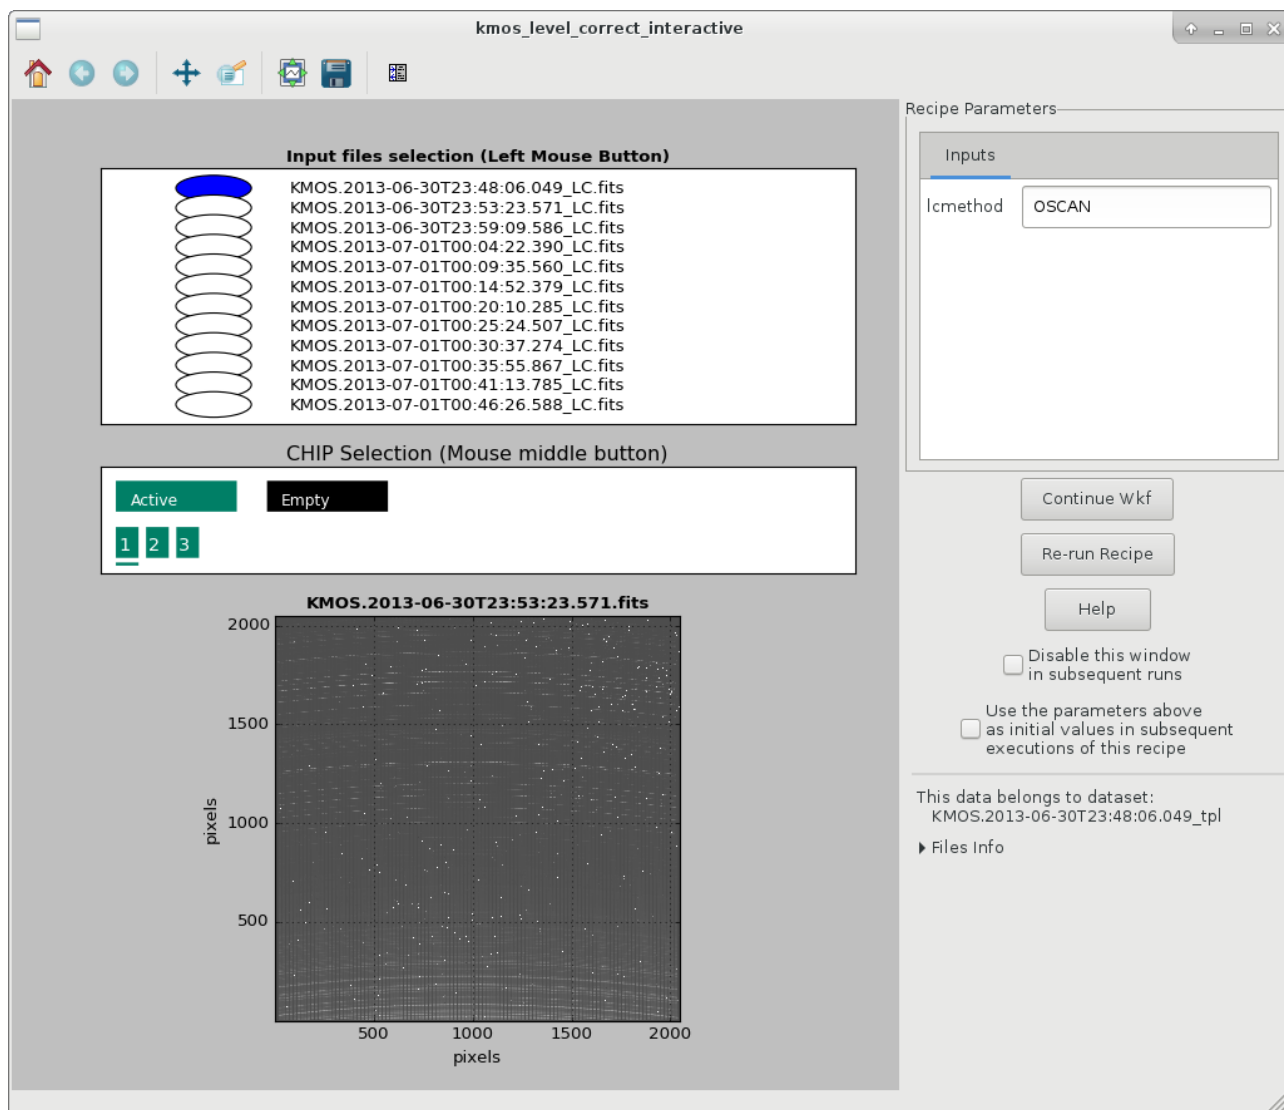 kmos_level_correct_interactive
Input files selection (Left Mouse Button)
KMOS.2013-06-30T23:48:06.049_LC.fits
KMOS.2013-06-30T23:53:23.571_LC.fits
KMOS.2013-06-30T23:59:09.586_LC.fits
KMOS.2013-07-01T00:04:22.390_LC.fits
KMOS.2013-07-01T00:09:35.560_LC.fits
KMOS.2013-07-01T00:14:52.379_LC.fits
KMOS.2013-07-01T00:20:10.285_LC.fits
KMOS.2013-07-01T00:25:24.507_LC.fits
KMOS.2013-07-01T00:30:37.274_LC.fits
KMOS.2013-07-01T00:35:55.867_LC.fits
KMOS.2013-07-01T00:41:13.785_LC.fits
KMOS.2013-07-01T00:46:26.588_LC.fits
CHIP Selection (Mouse middle button)
Active Empty
1 2 3
KMOS.2013-06-30T23:53:23.571.fits
2000
1500
1000
500
pixels
500 1000 1500 2000
pixels
Recipe Parameters
Inputs
lcmethod OSCAN
Continue Wkf
Re-run Recipe
Help
Disable this window
in subsequent runs
Use the parameters above
as initial values in subsequent
executions of this recipe
This data belongs to dataset:
KMOS.2013-06-30T23:48:06.049_tpl
Files Info